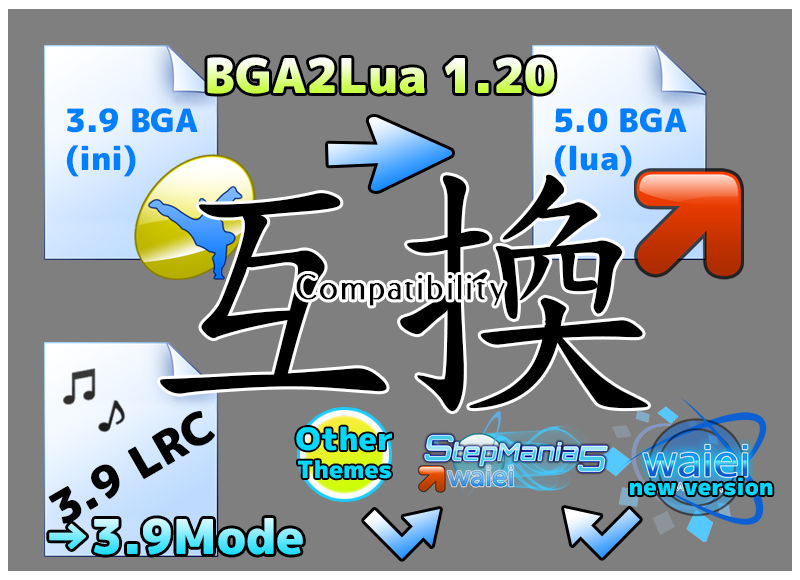 BGA2Lua 1.20
3.9 BGA
(ini)
5.0 BGA
(lua)
互換
Compatibility
3.9 LRC
→3.9Mode
Other
Themes
StepMania5
waiei
waiei
new version